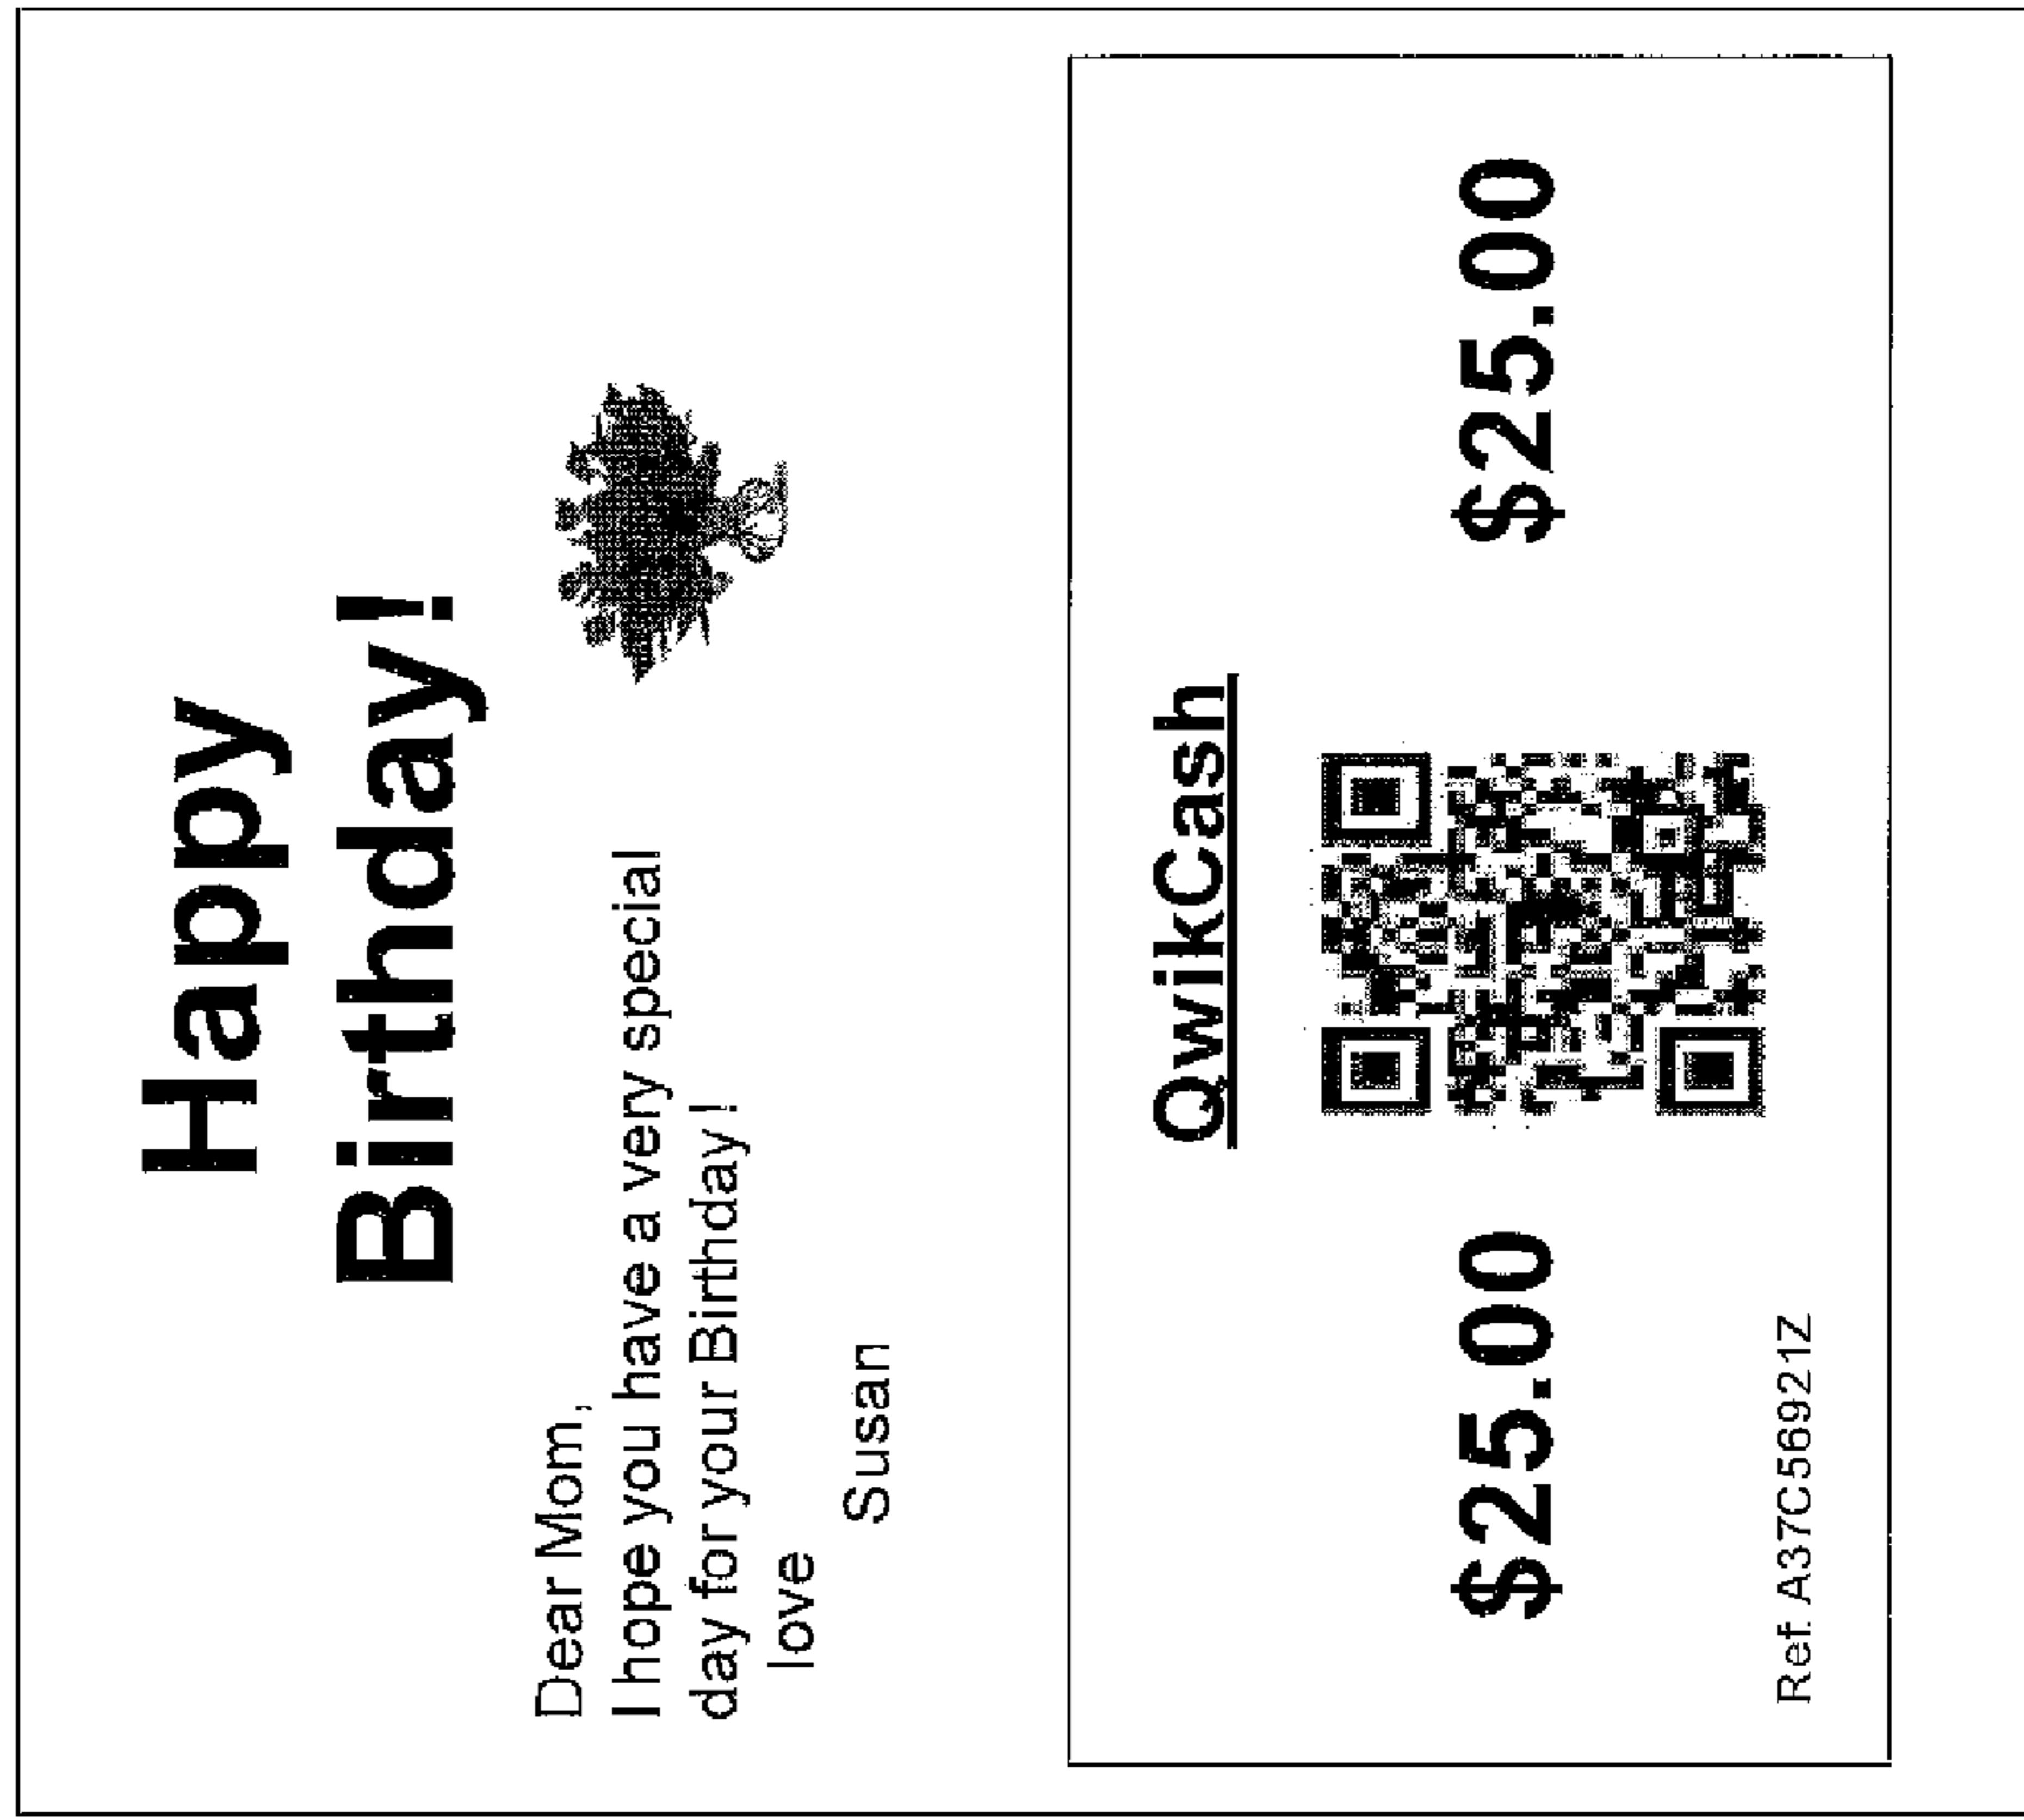 Happy
Birthday!
Dear Mom,
I hope you have a very special
day for your Birthday!
love
Susan
QwikCash
$25.00 $25.00
Ref. A37C56921Z